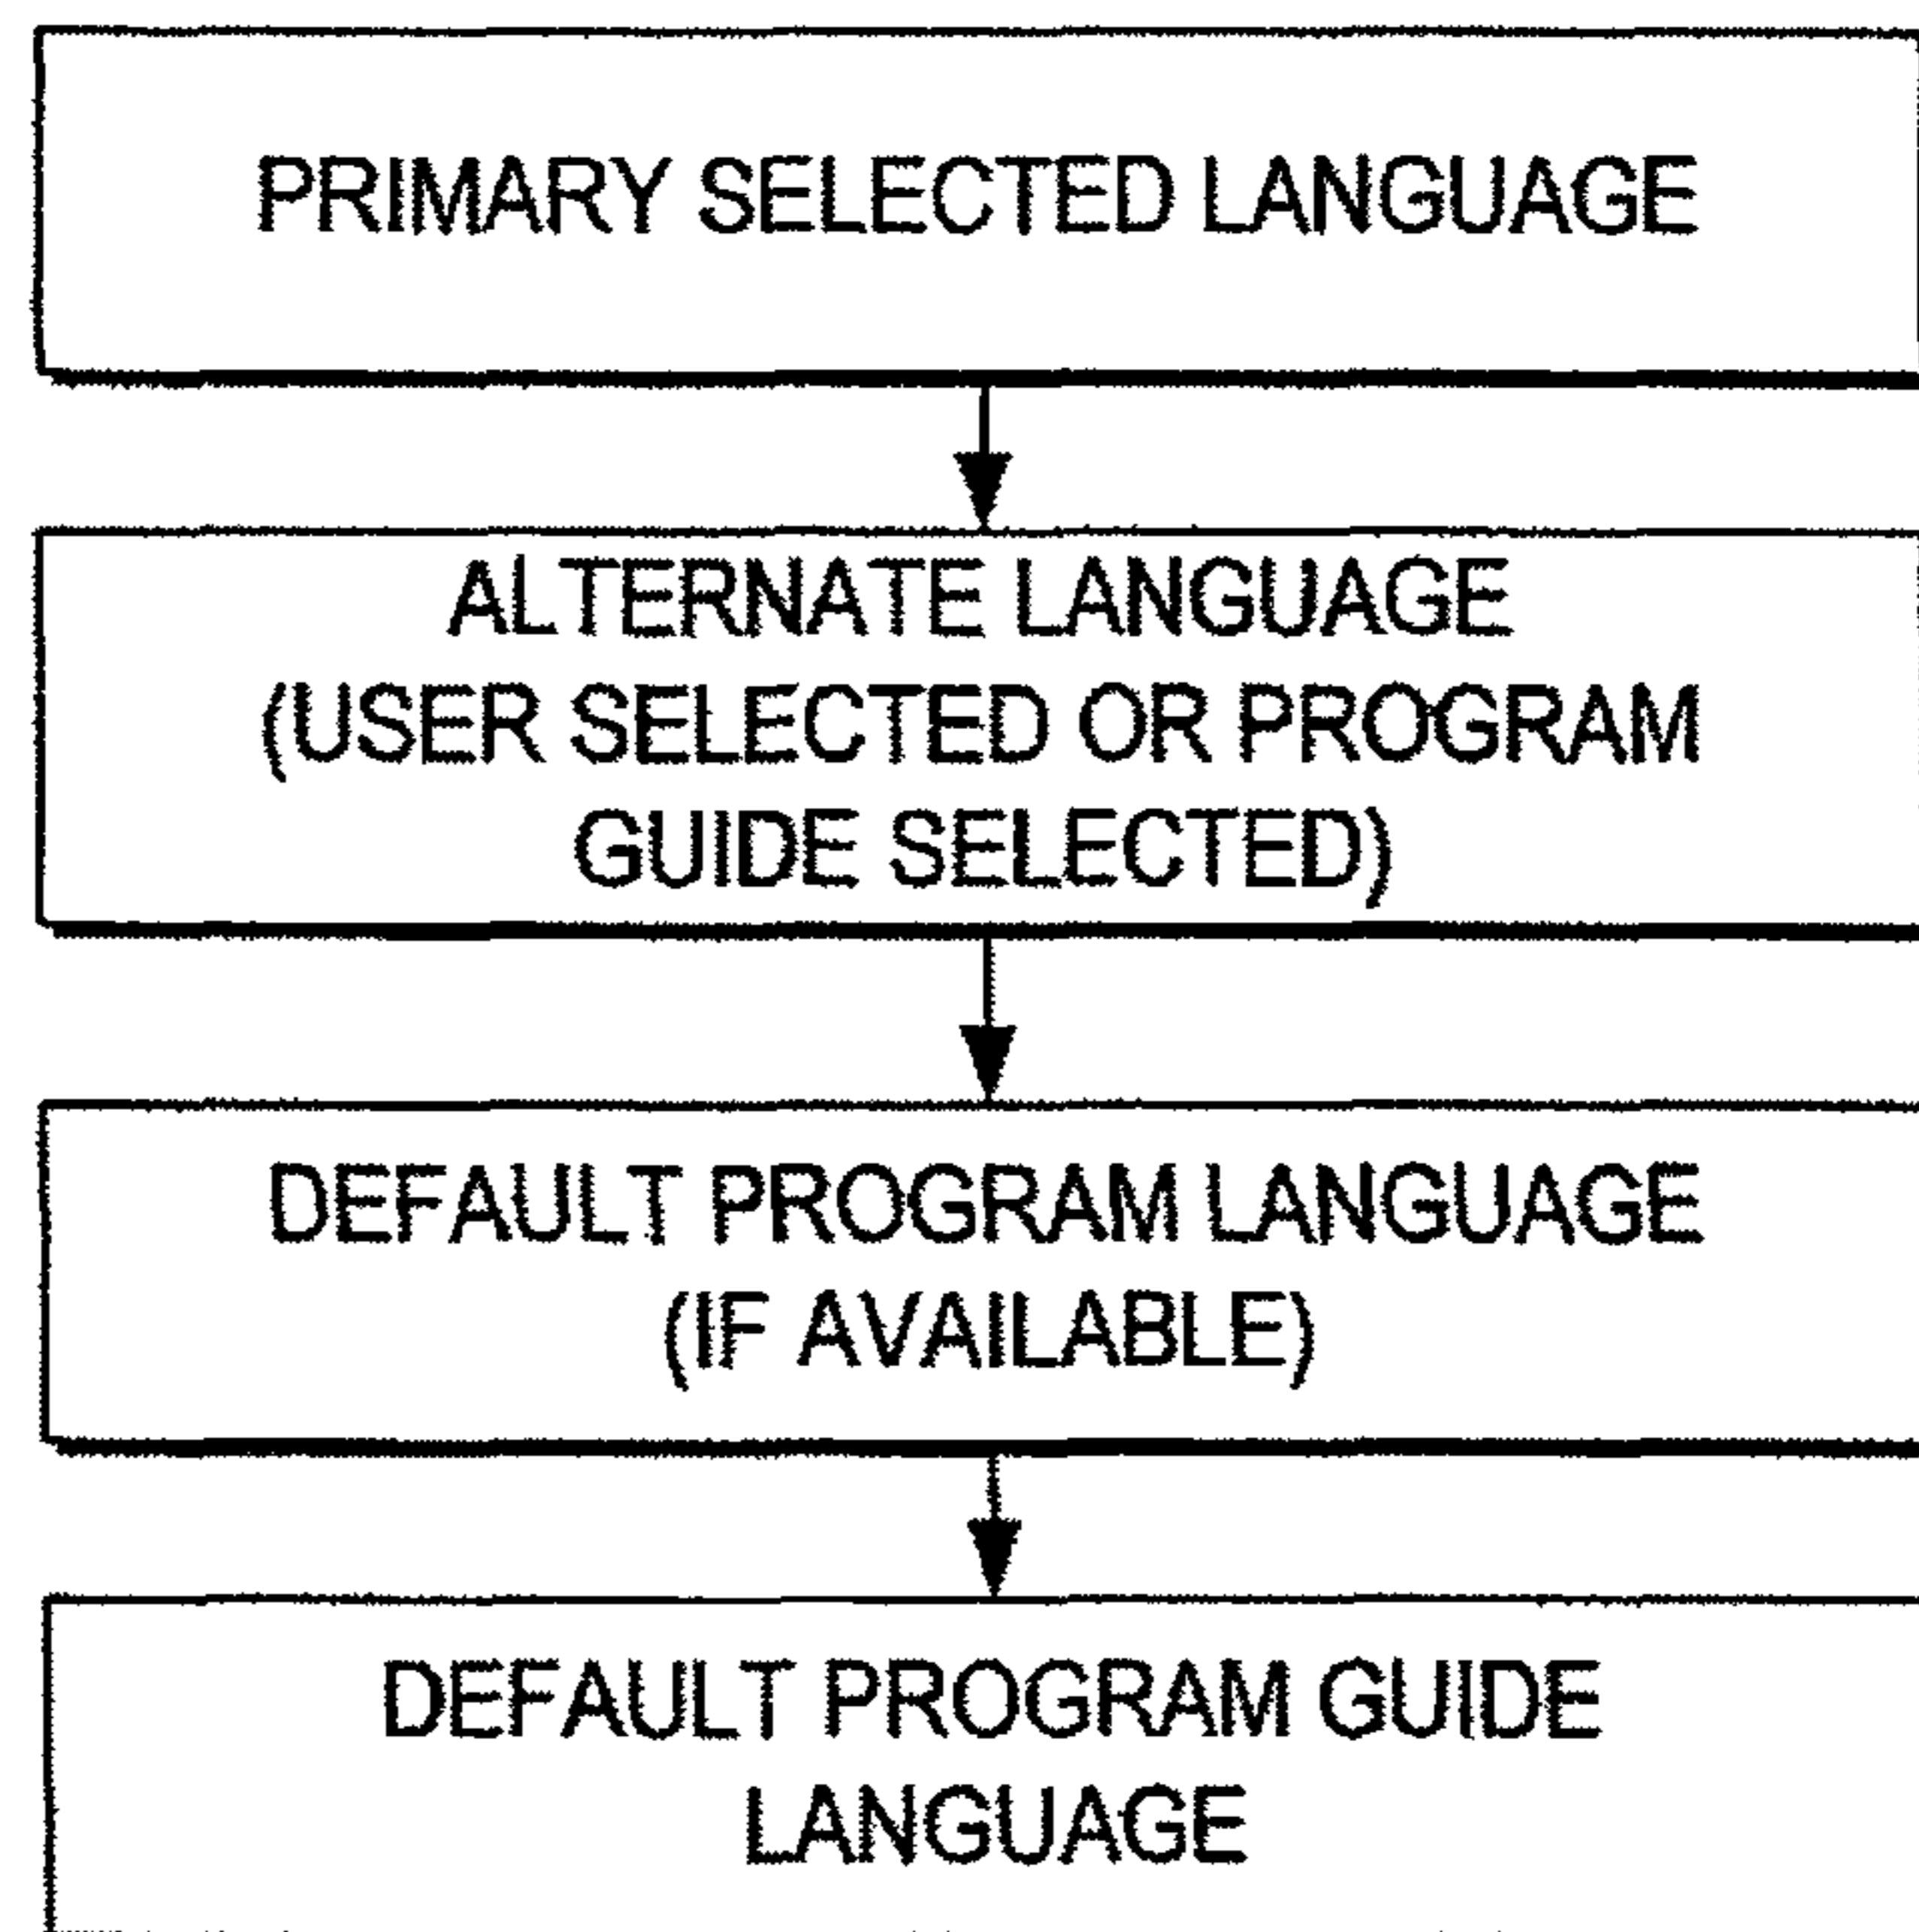 PRIMARY SELECTED LANGUAGE
ALTERNATE LANGUAGE
(USER SELECTED OR PROGRAM
GUIDE SELECTED)
DEFAULT PROGRAM LANGUAGE
(IF AVAILABLE)
DEFAULT PROGRAM GUIDE
LANGUAGE